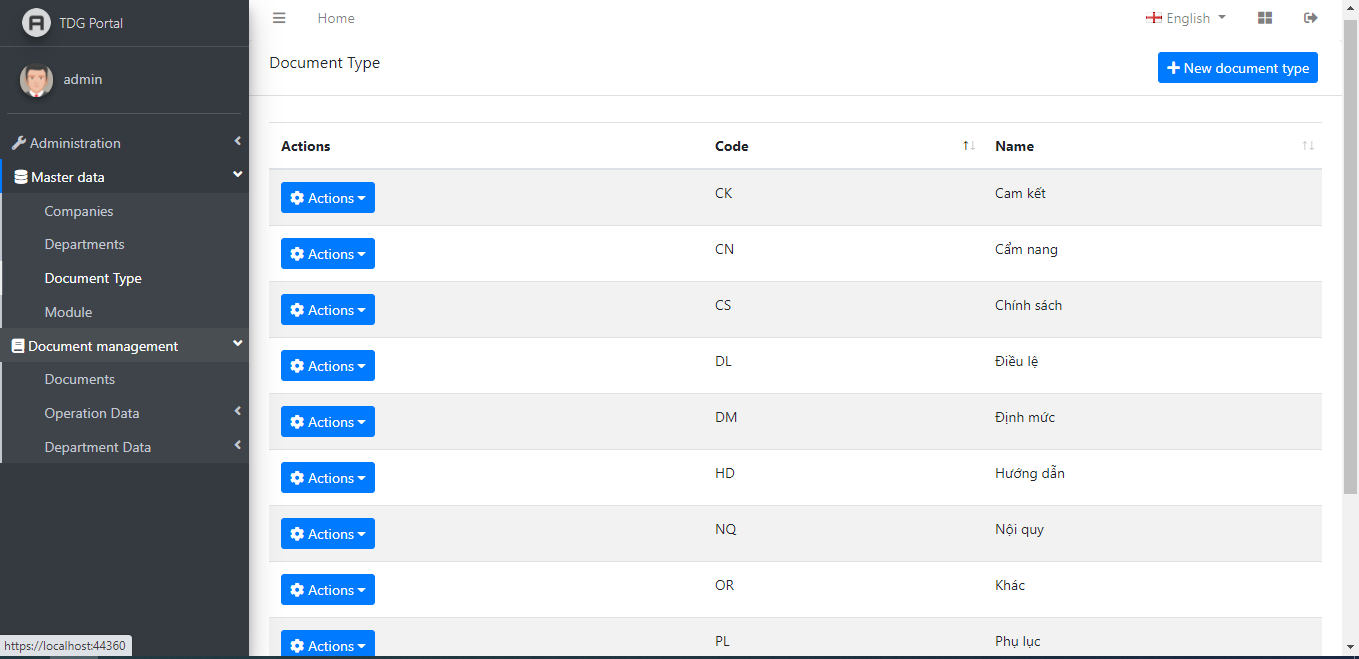 TDG Portal
Home
English
admin
Document Type
New document type
Administration
Master data
Companies
Departments
Document Type
Module
Document management
Documents
Operation Data
Department Data
Actions Code Name
Actions CK Cam kết
Actions CN Cẩm nang
Actions CS Chính sách
Actions DL Điều lệ
Actions DM Định mức
Actions HD Hướng dẫn
Actions NQ Nội quy
Actions OR Khác
Actions PL Phụ lục
https://localhost:44360